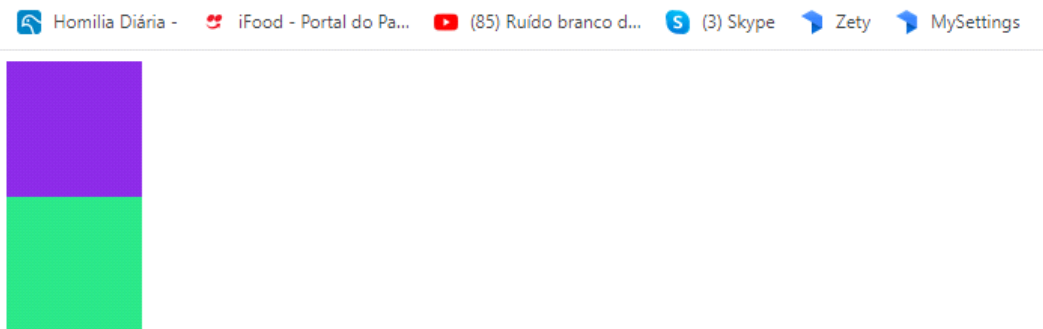 Homilia Diária - iFood - Portal do Pa... (85) Ruído branco d... S (3) Skype Zety MySettings